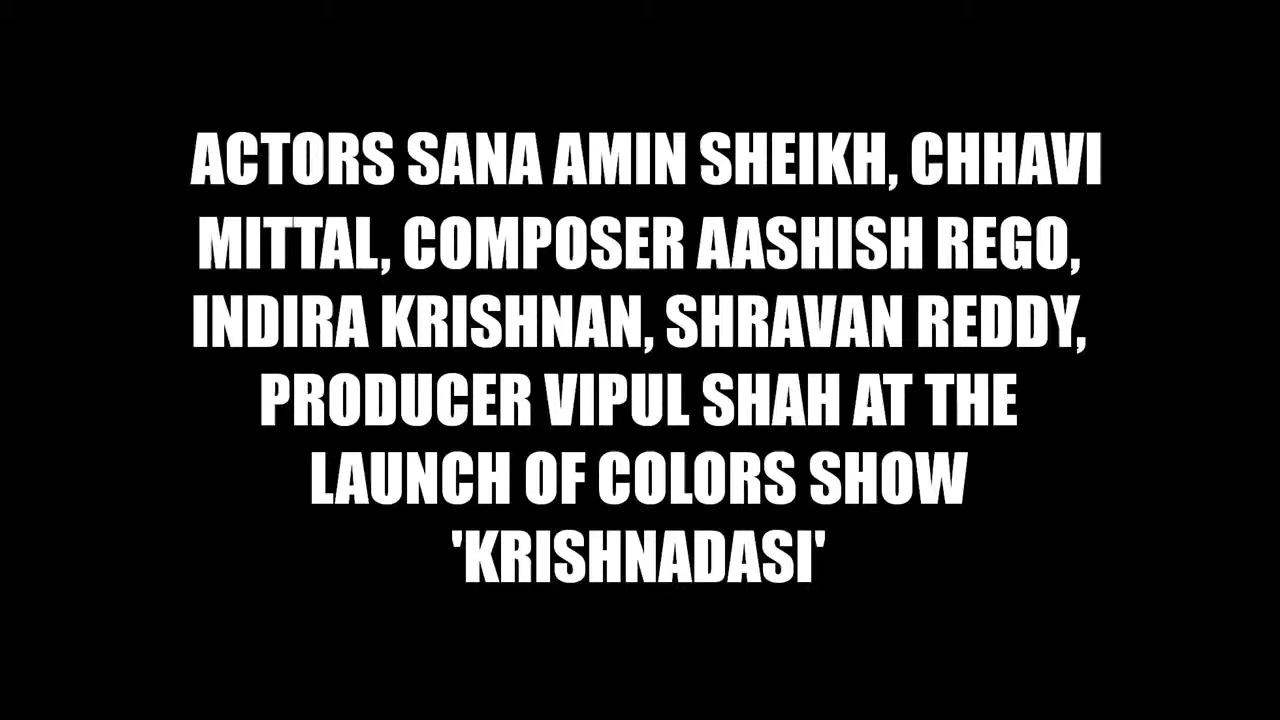 ACTORS SANA AMIN SHEIKH, CHHAVI
MITTAL, COMPOSER AASHISH REGO,
INDIRA KRISHNAN, SHRAVAN REDDY,
PRODUCER VIPUL SHAH AT THE
LAUNCH OF COLORS SHOW
'KRISHNADASI'